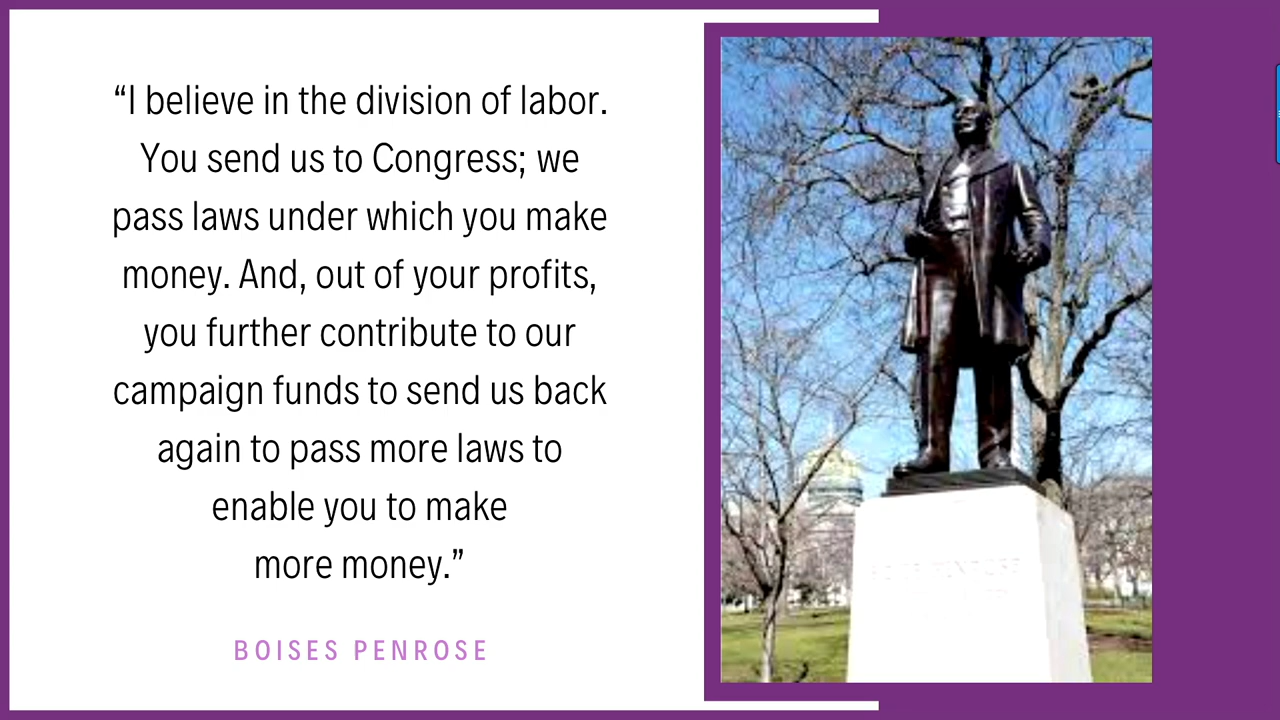 “I believe in the division of labor.
You send us to Congress; we
pass laws under which you make
money. And, out of your profits,
you further contribute to our
campaign funds to send us back
again to pass more laws to
enable you to make
more money.”
BOISES PENROSE
PENROSE